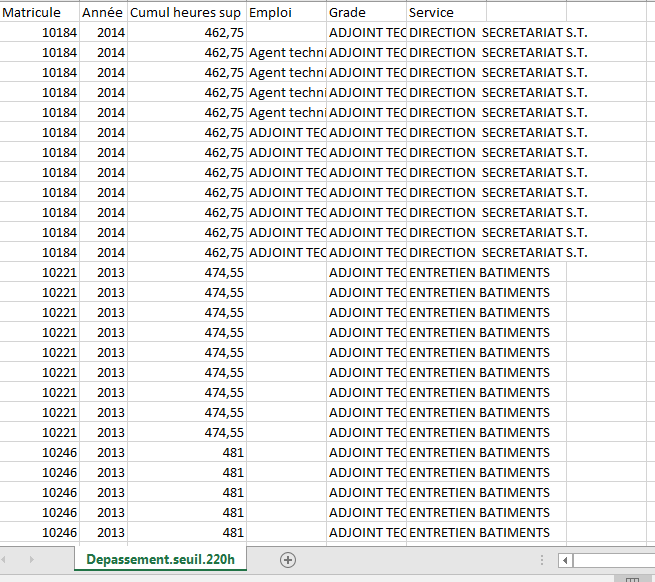 Matricule Année Cumul heures sup Emploi Grade Service
10184 2014 462,75 ADJOINT TEC DIRECTION SECRETARIAT S.T.
10184 2014 462,75 Agent techni ADJOINT TEC DIRECTION SECRETARIAT S.T.
10184 2014 462,75 Agent techni ADJOINT TEC DIRECTION SECRETARIAT S.T.
10184 2014 462,75 Agent techni ADJOINT TEC DIRECTION SECRETARIAT S.T.
10184 2014 462,75 Agent techni ADJOINT TEC DIRECTION SECRETARIAT S.T.
10184 2014 462,75 ADJOINT TEC ADJOINT TEC DIRECTION SECRETARIAT S.T.
10184 2014 462,75 ADJOINT TEC ADJOINT TEC DIRECTION SECRETARIAT S.T.
10184 2014 462,75 ADJOINT TEC ADJOINT TEC DIRECTION SECRETARIAT S.T.
10184 2014 462,75 ADJOINT TEC ADJOINT TEC DIRECTION SECRETARIAT S.T.
10184 2014 462,75 ADJOINT TEC ADJOINT TEC DIRECTION SECRETARIAT S.T.
10184 2014 462,75 ADJOINT TEC ADJOINT TEC DIRECTION SECRETARIAT S.T.
10184 2014 462,75 ADJOINT TEC ADJOINT TEC DIRECTION SECRETARIAT S.T.
10221 2013 474,55 ADJOINT TEC ENTRETIEN BATIMENTS
10221 2013 474,55 ADJOINT TEC ENTRETIEN BATIMENTS
10221 2013 474,55 ADJOINT TEC ENTRETIEN BATIMENTS
10221 2013 474,55 ADJOINT TEC ENTRETIEN BATIMENTS
10221 2013 474,55 ADJOINT TEC ENTRETIEN BATIMENTS
10221 2013 474,55 ADJOINT TEC ENTRETIEN BATIMENTS
10221 2013 474,55 ADJOINT TEC ENTRETIEN BATIMENTS
10221 2013 474,55 ADJOINT TEC ENTRETIEN BATIMENTS
10221 2013 474,55 ADJOINT TEC ENTRETIEN BATIMENTS
10246 2013 481 ADJOINT TEC ENTRETIEN BATIMENTS
10246 2013 481 ADJOINT TEC ENTRETIEN BATIMENTS
10246 2013 481 ADJOINT TEC ENTRETIEN BATIMENTS
10246 2013 481 ADJOINT TEC ENTRETIEN BATIMENTS
10246 2013 481 ADJOINT TEC ENTRETIEN BATIMENTS
Depassement.seuil.220h